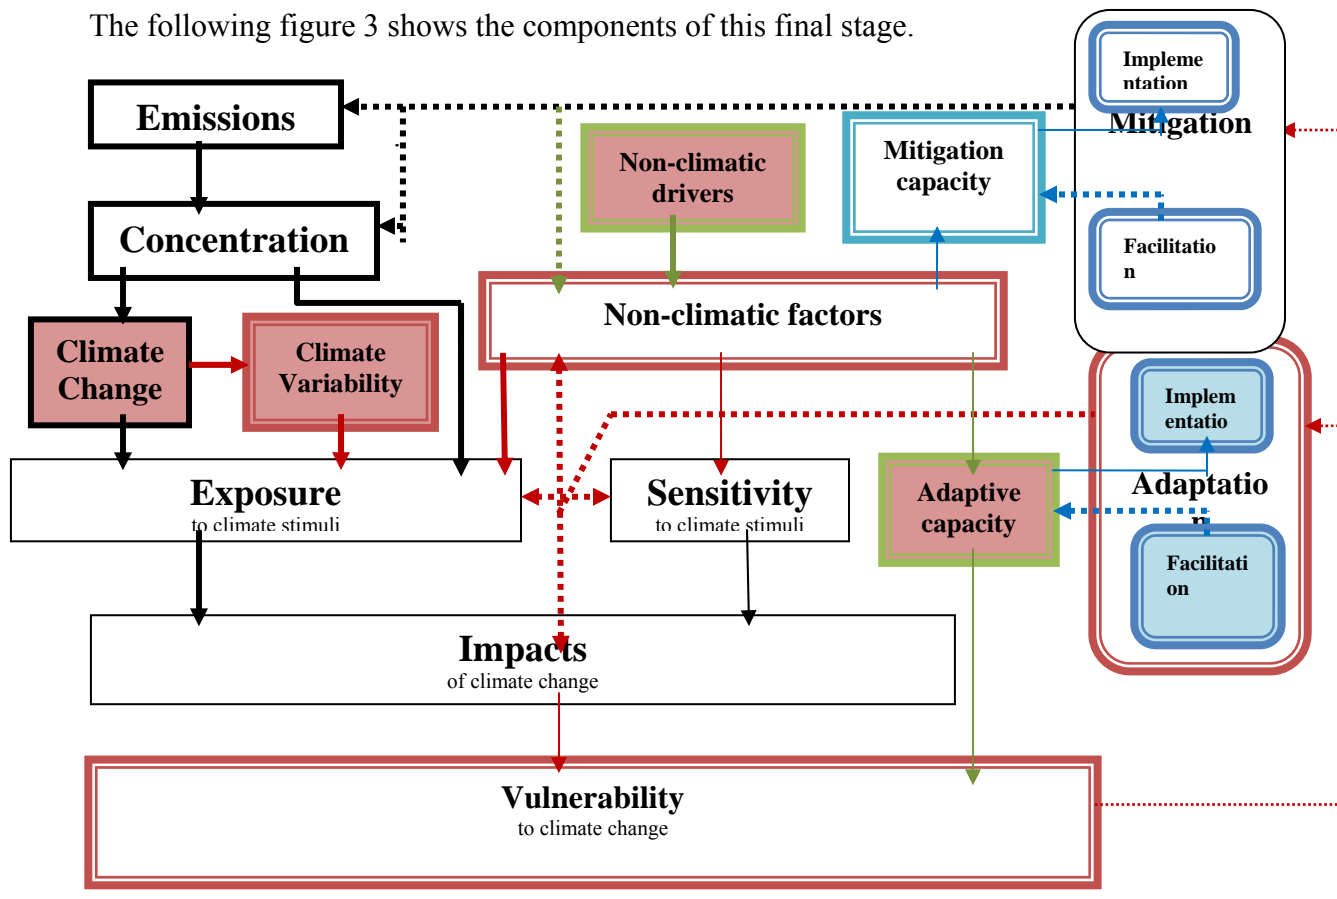 The following figure 3 shows the components of this final stage.
Impleme
ntation
Mitigation
Emissions
Non-climatic
drivers
Mitigation
capacity
Concentration
Facilitatio
n
Non-climatic factors
Climate
Change
Climate
Variability
Implem
entatio
Exposure
to climate stimuli
Sensitivity
to climate stimuli
Adaptive
capacity
Adaptatio
n
Facilitati
on
Impacts
of climate change
Vulnerability
to climate change